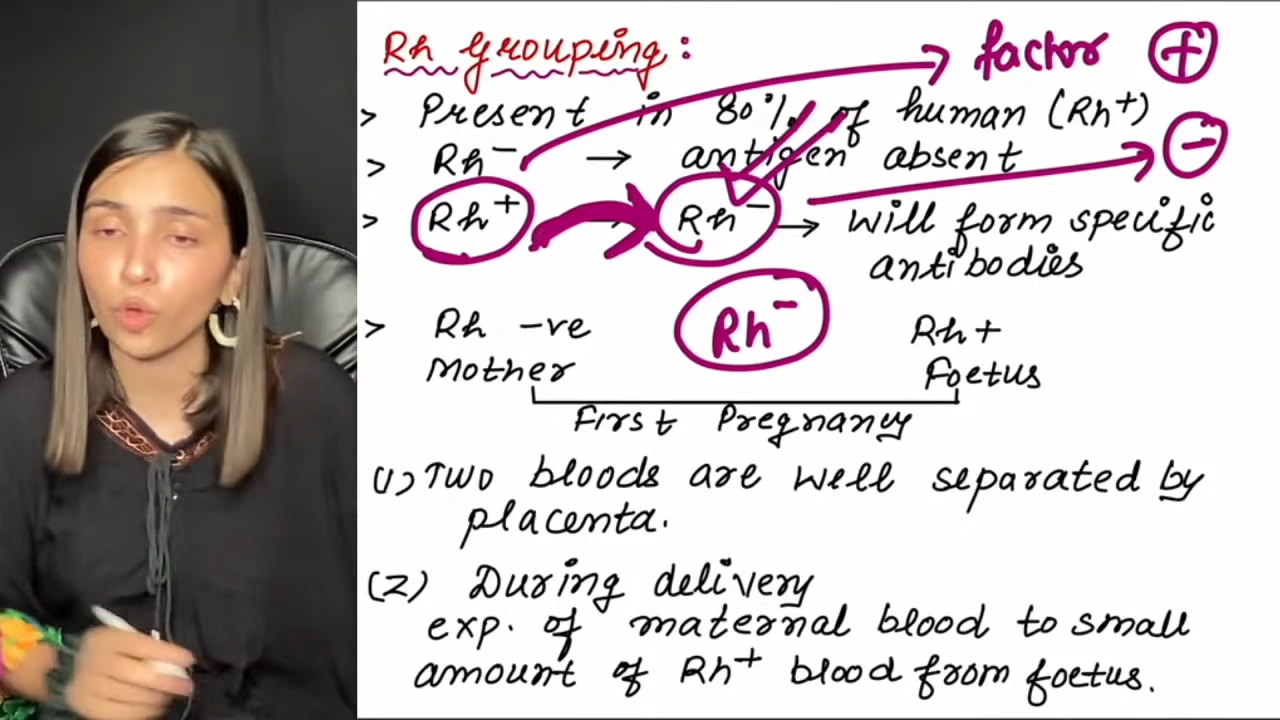 Rh Grouping:
factor +
> Present in 80% of human (Rh+)
> Rh- → antigen absent -
> Rh+ → Rh- → will form specific
antibodies
Rh-
> Rh -ve Rh+
Mother Foetus
First Pregnancy
(1) Two bloods are well separated by
placenta.
(2) During delivery
exp. of maternal blood to small
amount of Rh+ blood from foetus.